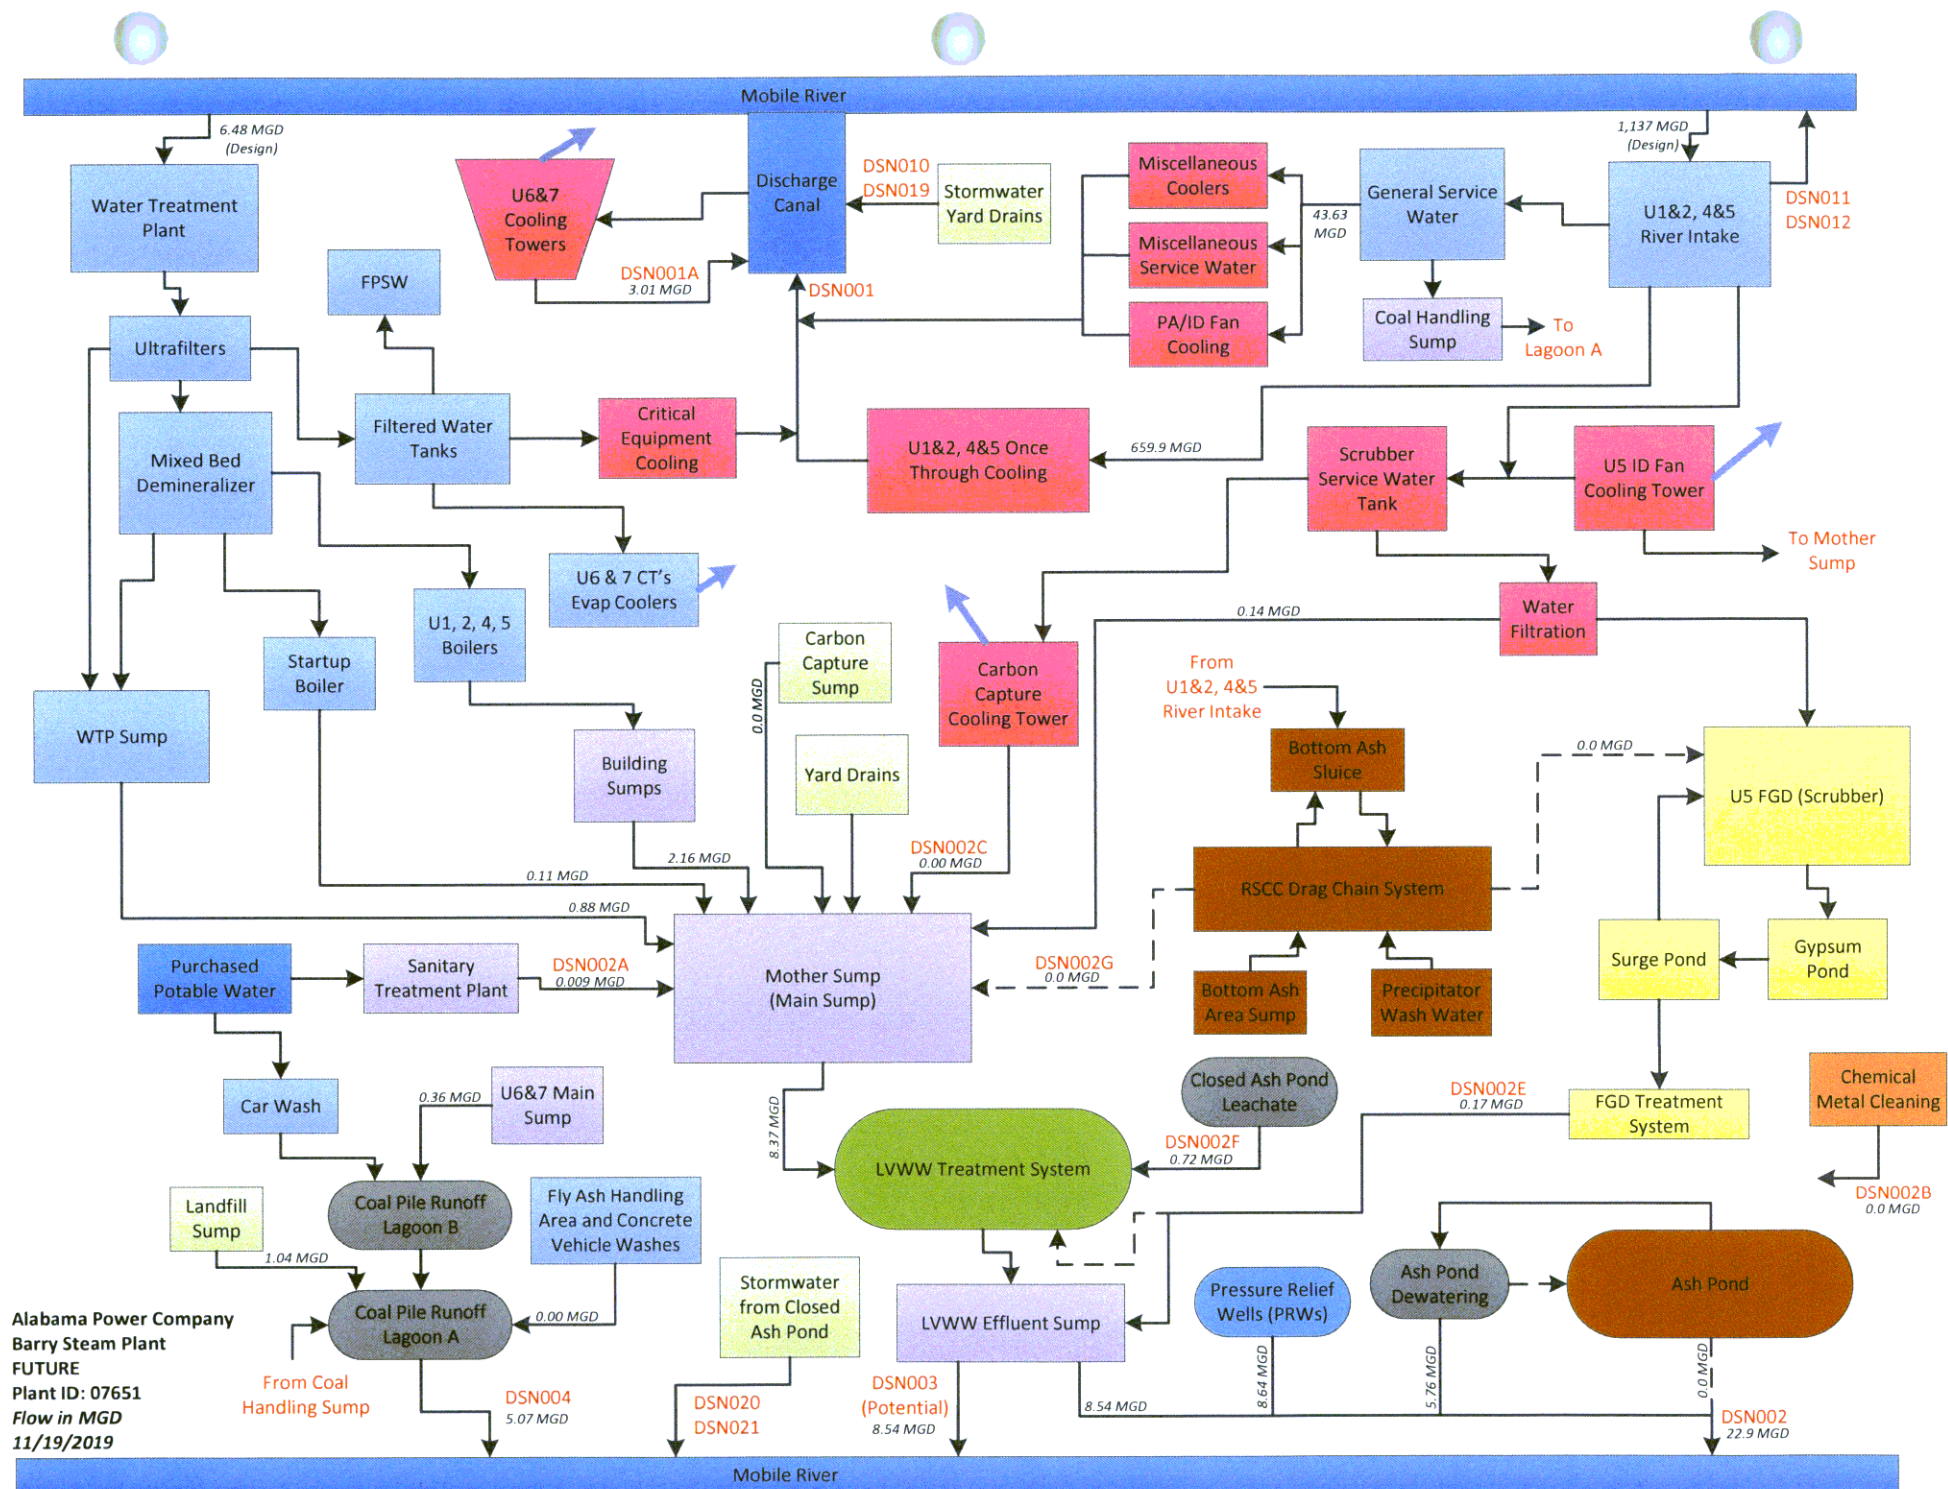 Mobile River
6.48 MGD
(Design)
1,137 MGD
(Design)
Water Treatment
Plant
U6&7
Cooling
Towers
Discharge
Canal
DSN010
DSN019
Stormwater
Yard Drains
Miscellaneous
Coolers
General Service
Water
U1&2, 4&5
River Intake
DSN011
DSN012
43.63
MGD
Miscellaneous
Service Water
FPSW
DSN001A
3.01 MGD
DSN001
PA/ID Fan
Cooling
Coal Handling
Sump
To
Lagoon A
Ultrafilters
Filtered Water
Tanks
Critical
Equipment
Cooling
U1&2, 4&5 Once
Through Cooling
659.9 MGD
Scrubber
Service Water
Tank
U5 ID Fan
Cooling Tower
Mixed Bed
Demineralizer
To Mother
Sump
U6 & 7 CT's
Evap Coolers
U1, 2, 4, 5
Boilers
Water
Filtration
0.14 MGD
Startup
Boiler
Carbon
Capture
Sump
0.0 MGD
Carbon
Capture
Cooling Tower
From
U1&2, 4&5
River Intake
WTP Sump
Building
Sumps
Yard Drains
Bottom Ash
Sluice
0.0 MGD
U5 FGD (Scrubber)
2.16 MGD
DSN002C
0.00 MGD
0.11 MGD
0.88 MGD
RSCC Drag Chain System
Purchased
Potable Water
Sanitary
Treatment Plant
DSN002A
0.009 MGD
Mother Sump
(Main Sump)
DSN002G
0.0 MGD
Bottom Ash
Area Sump
Precipitator
Wash Water
Surge Pond
Gypsum
Pond
Car Wash
0.36 MGD
U6&7 Main
Sump
8.37 MGD
Closed Ash Pond
Leachate
DSN002E
0.17 MGD
FGD Treatment
System
Chemical
Metal Cleaning
DSN002F
0.72 MGD
LVWW Treatment System
DSN002B
0.0 MGD
Landfill
Sump
Coal Pile Runoff
Lagoon B
Fly Ash Handling
Area and Concrete
Vehicle Washes
1.04 MGD
Stormwater
from Closed
Ash Pond
Pressure Relief
Wells (PRWs)
Ash Pond
Dewatering
Ash Pond
Coal Pile Runoff
Lagoon A
0.00 MGD
LVWW Effluent Sump
Alabama Power Company
Barry Steam Plant
FUTURE
Plant ID: 07651
Flow in MGD
11/19/2019
From Coal
Handling Sump
DSN004
5.07 MGD
DSN020
DSN021
DSN003
(Potential)
8.54 MGD
8.54 MGD
8.64 MGD
5.76 MGD
0.0 MGD
DSN002
22.9 MGD
Mobile River